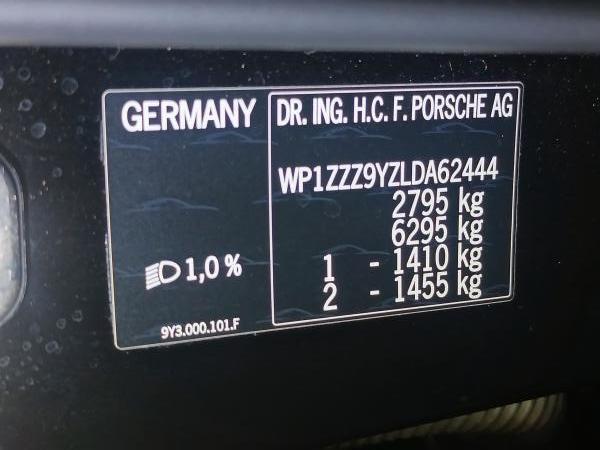 GERMANY
DR. ING. H.C. F. PORSCHE AG
WP1ZZZ9YZLDA62444
2795 kg
6295 kg
1 - 1410 kg
2 - 1455 kg
1,0 %
9Y3.000.101.F